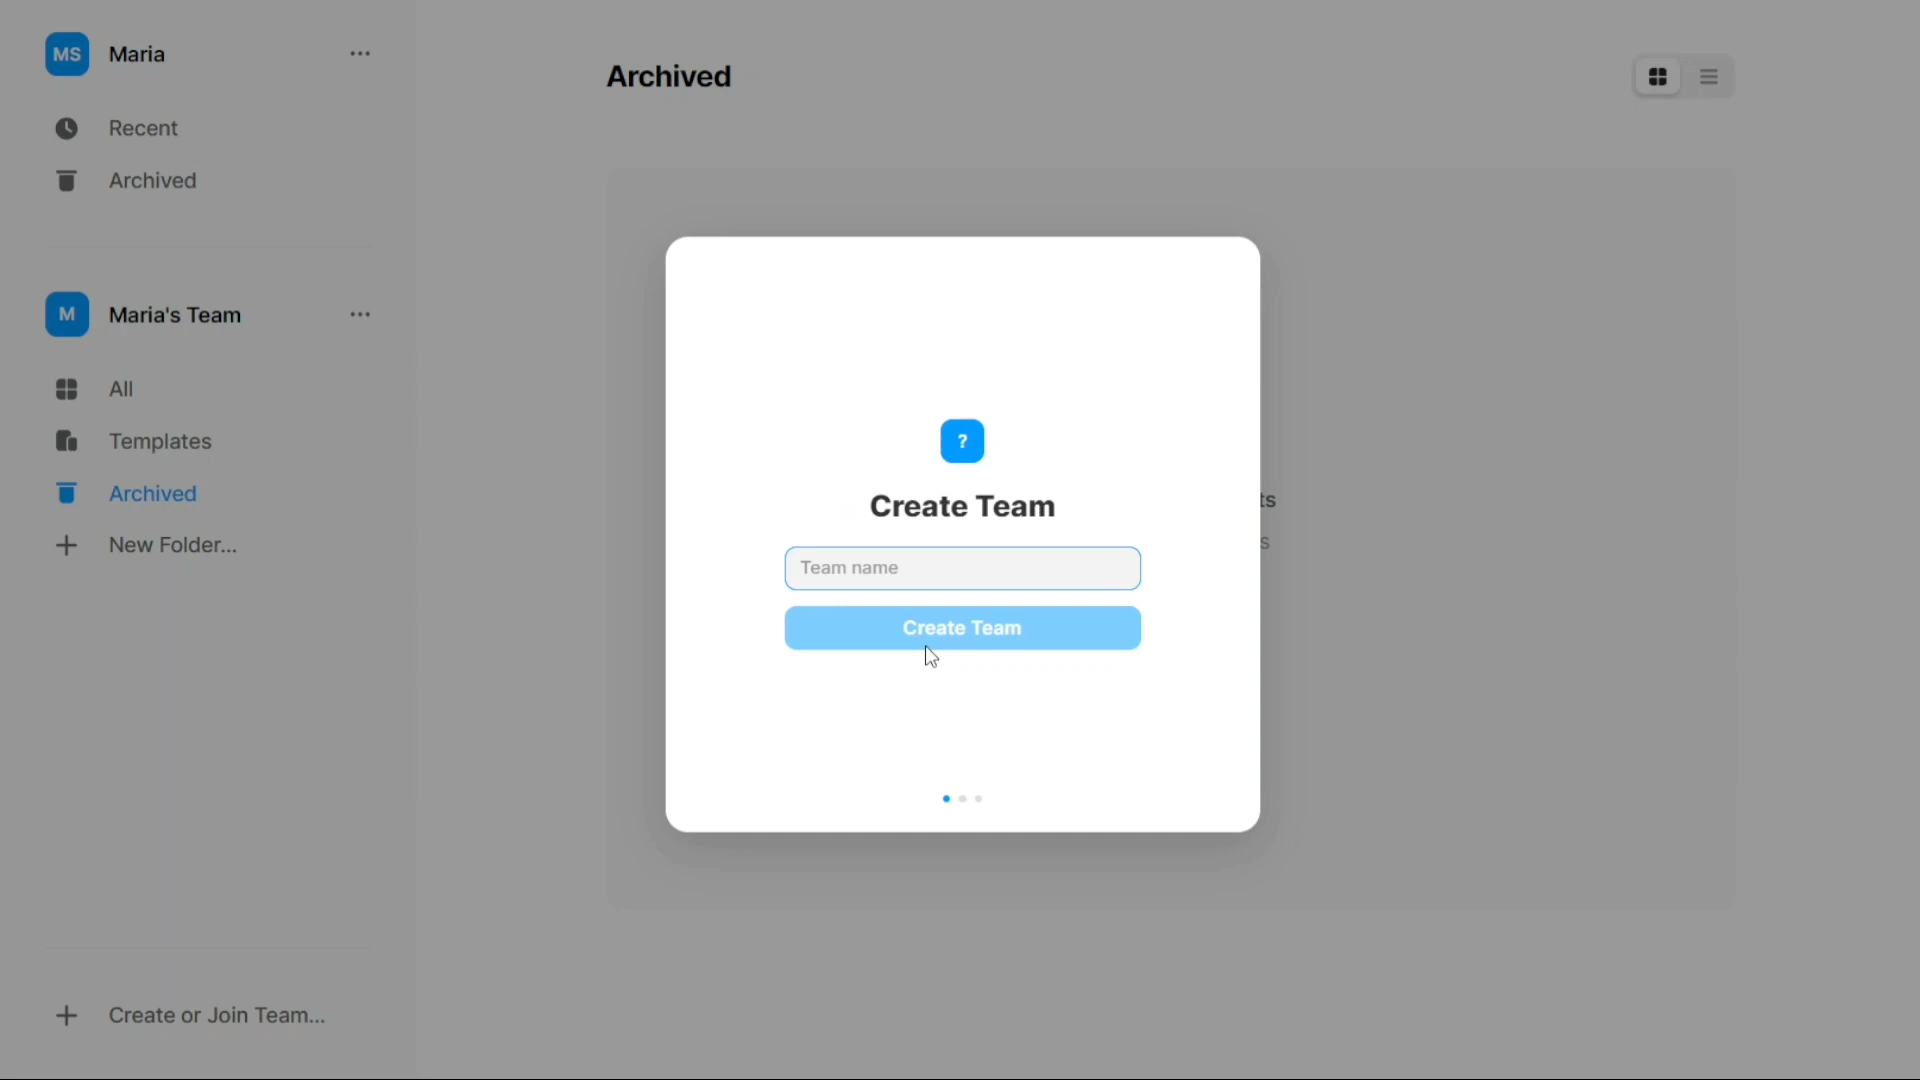 MS Maria
Recent
Archived
M Maria's Team
All
Templates
Archived
New Folder...
Create or Join Team...
Archived
?
Create Team
Team name
Create Team
ts
s